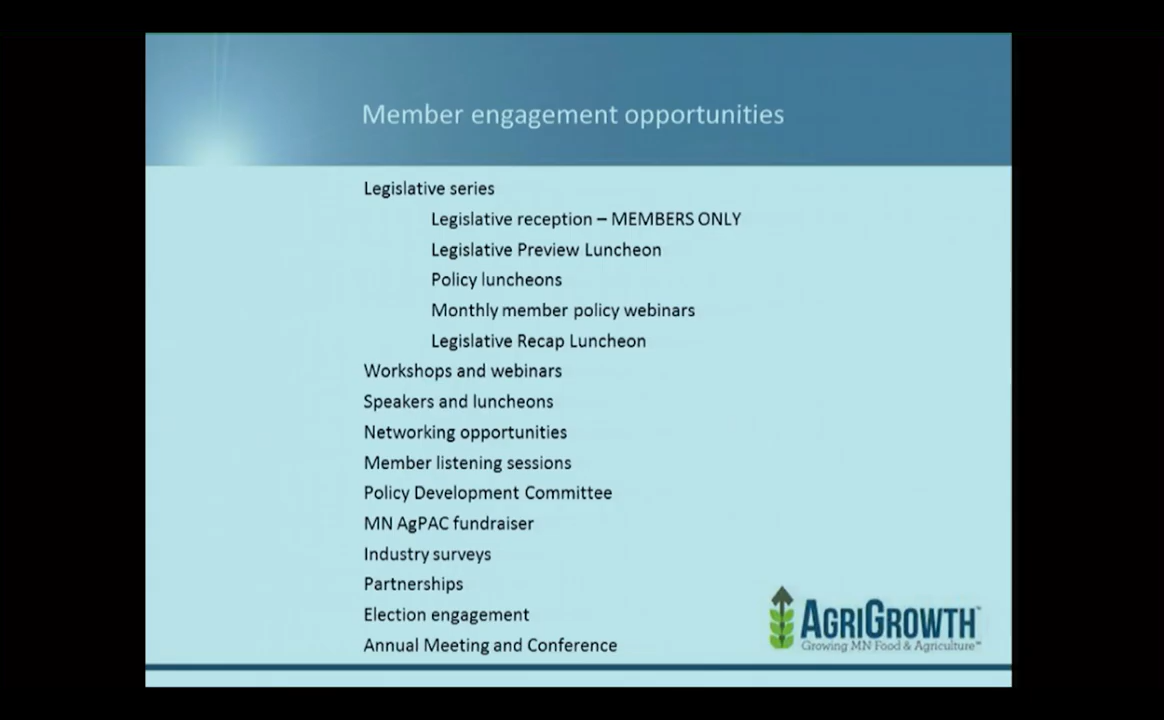 Member engagement opportunities
Legislative series
Legislative reception – MEMBERS ONLY
Legislative Preview Luncheon
Policy luncheons
Monthly member policy webinars
Legislative Recap Luncheon
Workshops and webinars
Speakers and luncheons
Networking opportunities
Member listening sessions
Policy Development Committee
MN AgPAC fundraiser
Industry surveys
Partnerships
Election engagement
Annual Meeting and Conference
AGRIGROWTH™
Growing MN Food & Agriculture™